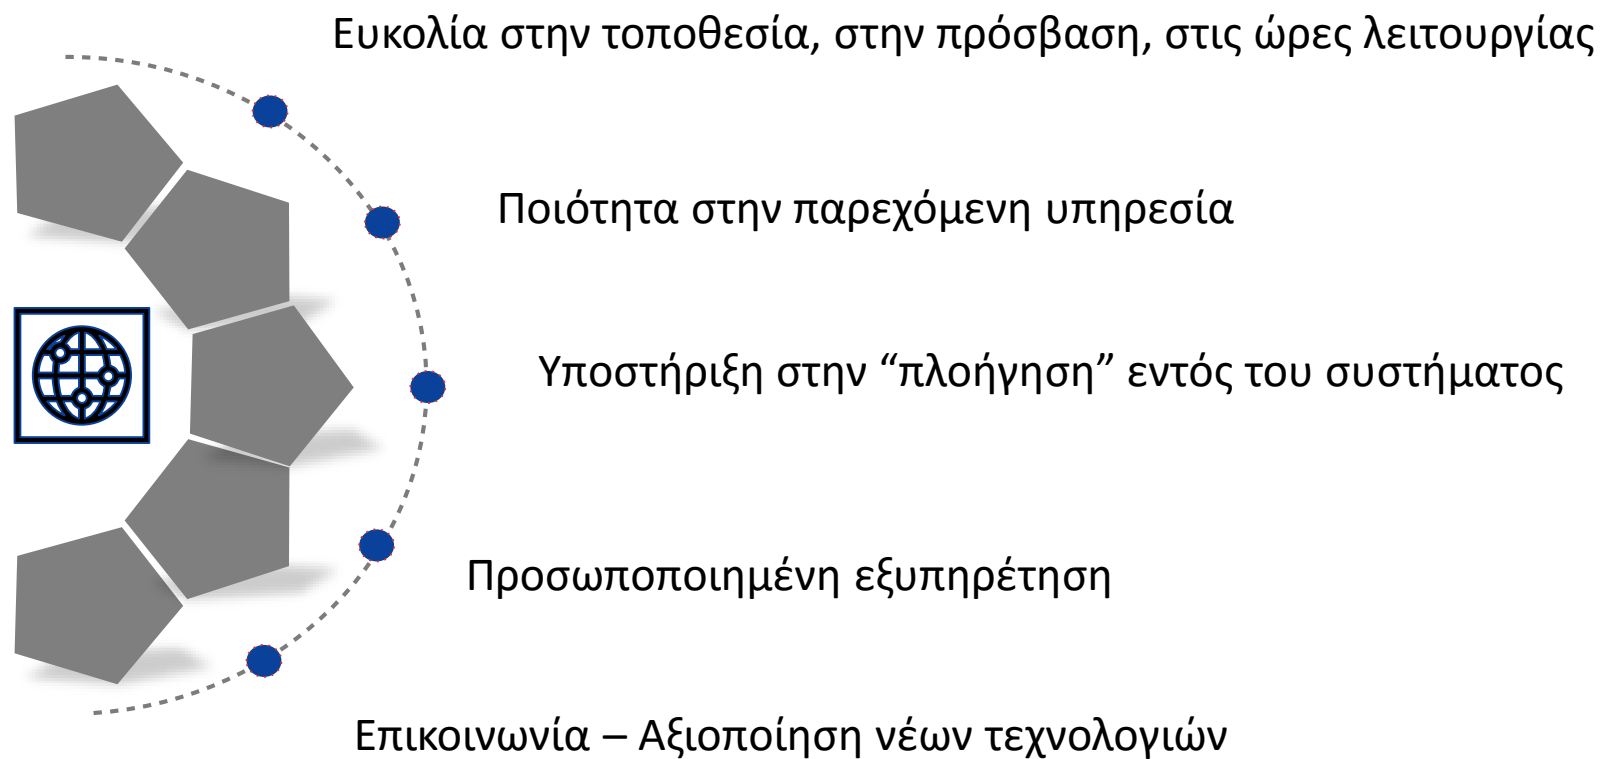 Ευκολία στην τοποθεσία, στην πρόσβαση, στις ώρες λειτουργίας
Ποιότητα στην παρεχόμενη υπηρεσία
Υποστήριξη στην “πλοήγηση” εντός του συστήματος
Προσωποποιημένη εξυπηρέτηση
Επικοινωνία – Αξιοποίηση νέων τεχνολογιών